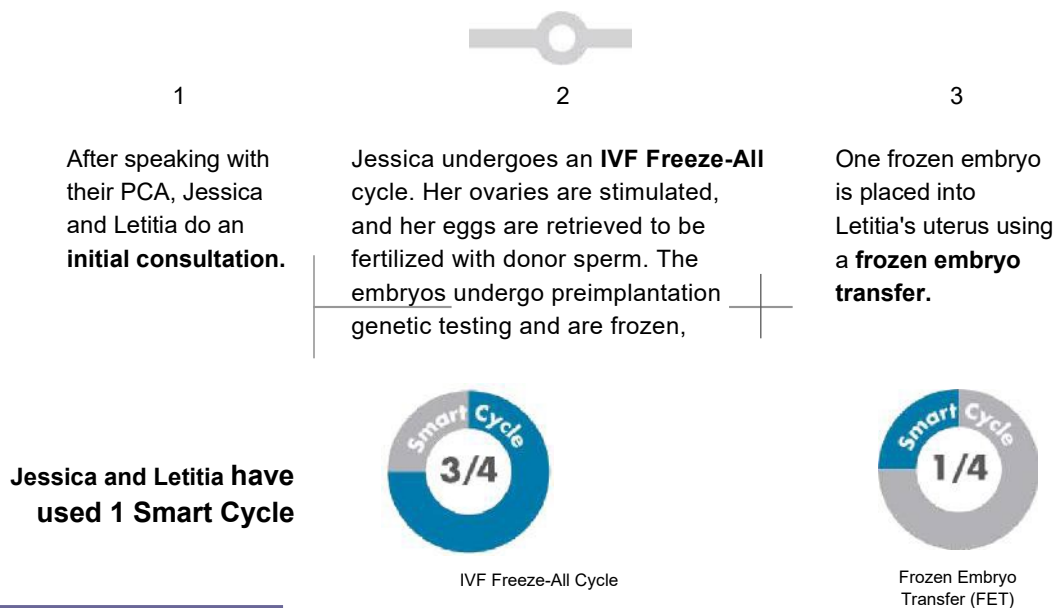 1
After speaking with
their PCA, Jessica
and Letitia do an
initial consultation.
2
Jessica undergoes an IVF Freeze-All
cycle. Her ovaries are stimulated,
and her eggs are retrieved to be
fertilized with donor sperm. The
embryos undergo preimplantation
genetic testing and are frozen,
3
One frozen embryo
is placed into
Letitia's uterus using
a frozen embryo
transfer.
Jessica and Letitia have
used 1 Smart Cycle
Smart Cycle
3/4
IVF Freeze-All Cycle
Smart Cycle
1/4
Frozen Embryo
Transfer (FET)